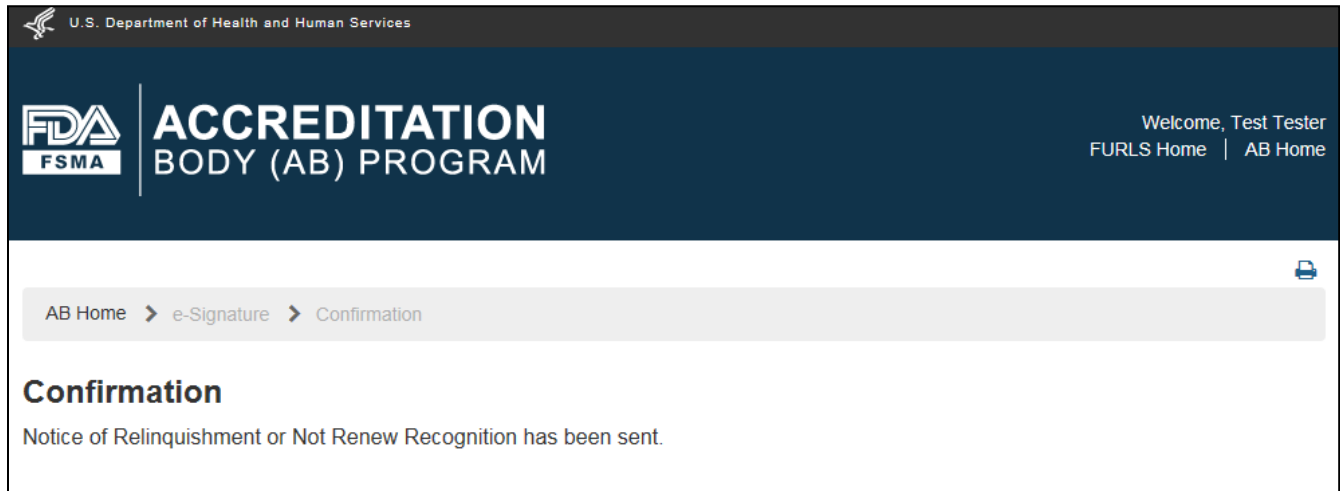 U.S. Department of Health and Human Services
FDA
FSMA
ACCREDITATION
BODY (AB) PROGRAM
Welcome, Test Tester
FURLS Home | AB Home
AB Home > e-Signature > Confirmation
Confirmation
Notice of Relinquishment or Not Renew Recognition has been sent.